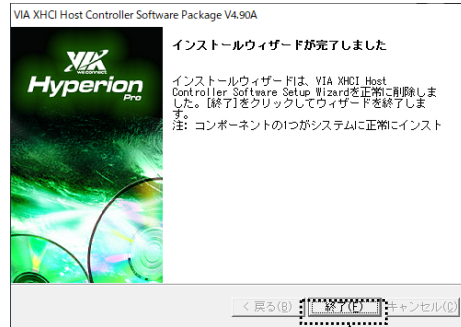 VIA XHCI Host Controller Software Package V4.90A
インストールウィザードが完了しました
VIA
we connect
Hyperion
Pro
インストールウィザードは、VIA XHCI Host
Controller Software Setup Wizardを正常に削除しま
した。[終了]をクリックしてウィザードを終了しま
す。
注: コンポーネントの1つがシステムに正常にインスト
< 戻る(B)
終了(F)
キャンセル(C)